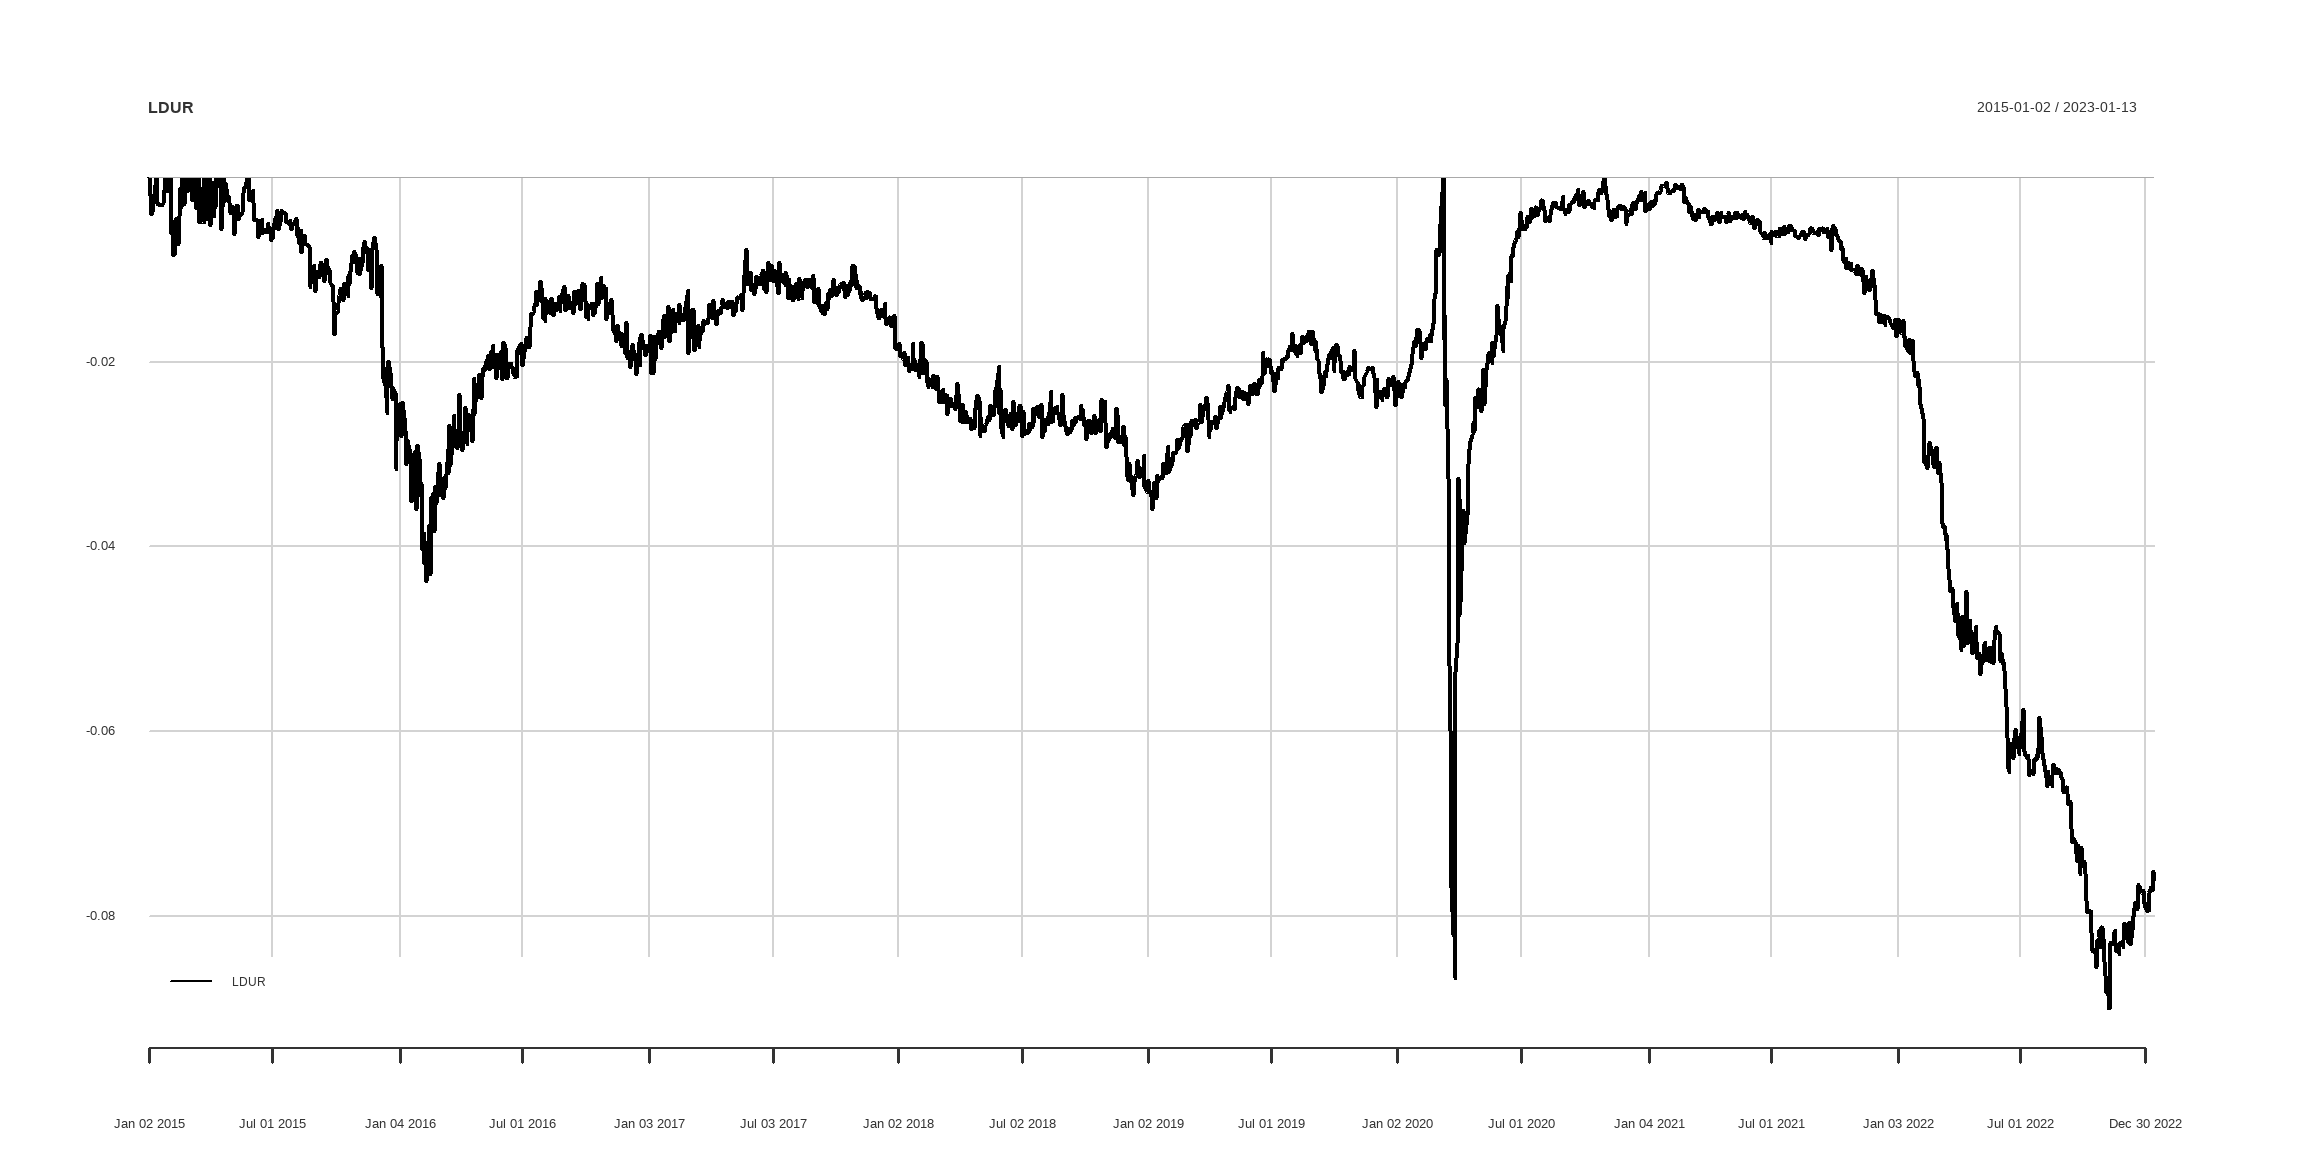 LDUR
2015-01-02 / 2023-01-13
-0.02
-0.04
-0.06
-0.08
LDUR
Jan 02 2015
Jul 01 2015
Jan 04 2016
Jul 01 2016
Jan 03 2017
Jul 03 2017
Jan 02 2018
Jul 02 2018
Jan 02 2019
Jul 01 2019
Jan 02 2020
Jul 01 2020
Jan 04 2021
Jul 01 2021
Jan 03 2022
Jul 01 2022
Dec 30 2022